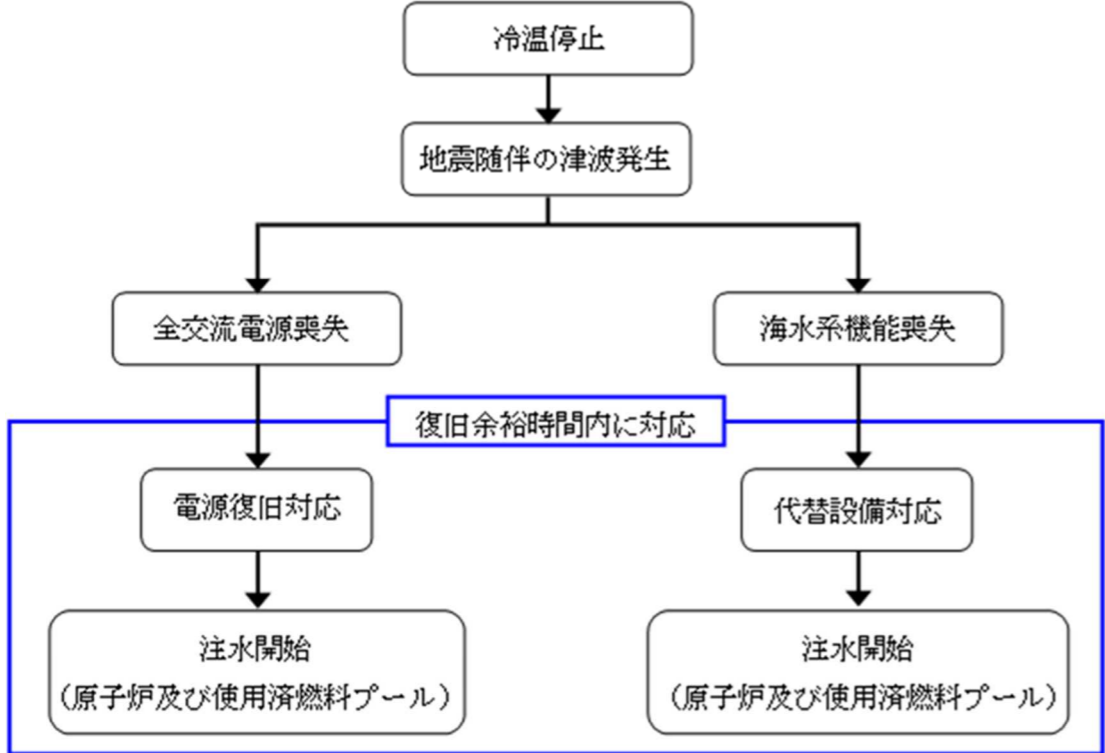 冷温停止
地震随伴の津波発生
全交流電源喪失
海水系機能喪失
復旧余裕時間内に対応
電源復旧対応
代替設備対応
注水開始
（原子炉及び使用済燃料プール）
注水開始
（原子炉及び使用済燃料プール）